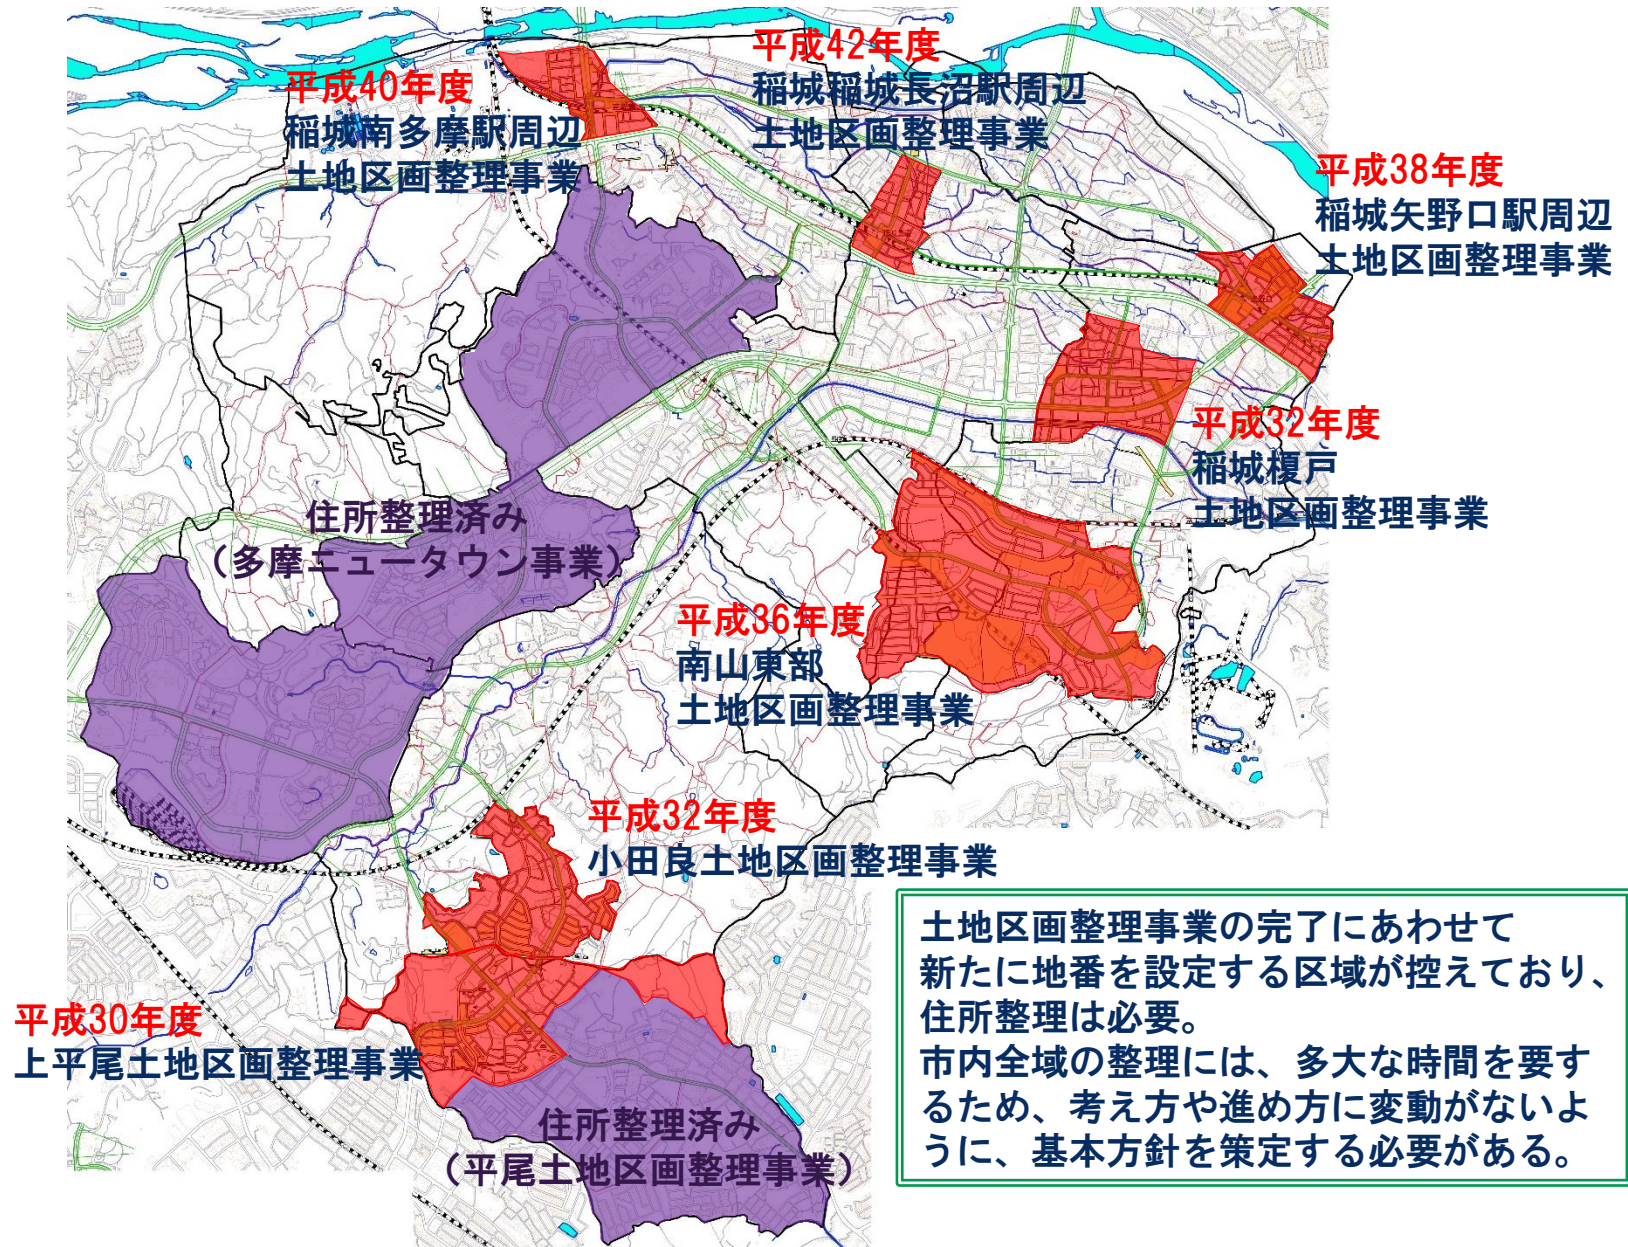 平成42年度
稲城稲城長沼駅周辺
土地区画整理事業
平成40年度
稲城南多摩駅周辺
土地区画整理事業
平成38年度
稲城矢野口駅周辺
土地区画整理事業
平成32年度
稲城榎戸
土地区画整理事業
住所整理済み
（多摩ニュータウン事業）
平成36年度
南山東部
土地区画整理事業
平成32年度
小田良土地区画整理事業
平成30年度
上平尾土地区画整理事業
住所整理済み
（平尾土地区画整理事業）
土地区画整理事業の完了にあわせて
新たに地番を設定する区域が控えており、
住所整理は必要。
市内全域の整理には、多大な時間を要す
るため、考え方や進め方に変動がないよ
うに、基本方針を策定する必要がある。